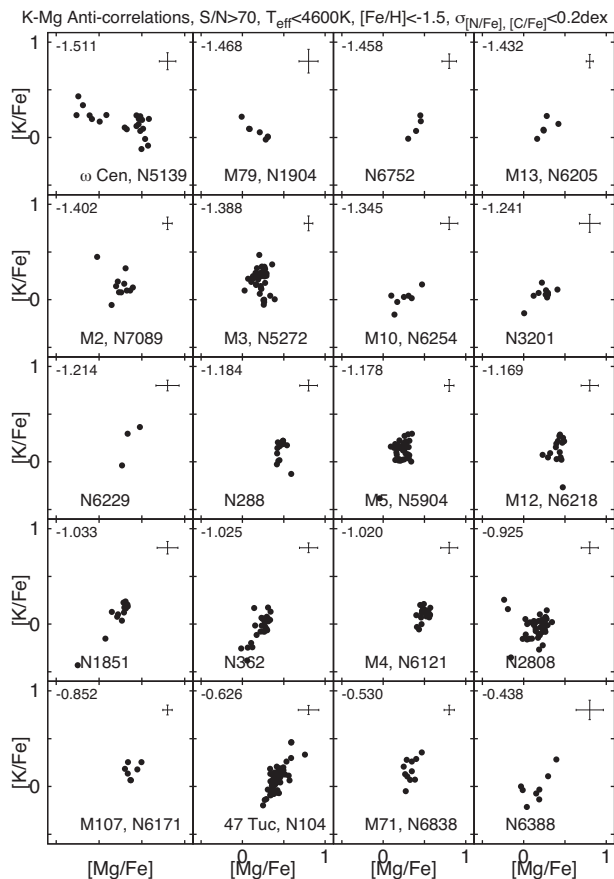 K-Mg Anti-correlations, S/N>70, T_eff<4600K, [Fe/H]<-1.5, σ_[N/Fe], [C/Fe]<0.2dex
1
[K/Fe]
0
-1.511
ω Cen, N5139
-1.468
M79, N1904
-1.458
N6752
-1.432
M13, N6205
1
[K/Fe]
0
-1.402
M2, N7089
-1.388
M3, N5272
-1.345
M10, N6254
-1.241
N3201
1
[K/Fe]
0
-1.214
N6229
-1.184
N288
-1.178
M5, N5904
-1.169
M12, N6218
1
[K/Fe]
0
-1.033
N1851
-1.025
N362
-1.020
M4, N6121
-0.925
N2808
1
[K/Fe]
0
-0.852
M107, N6171
-0.626
47 Tuc, N104
-0.530
M71, N6838
-0.438
N6388
0 1 0 1
[Mg/Fe] [Mg/Fe] [Mg/Fe] [Mg/Fe]